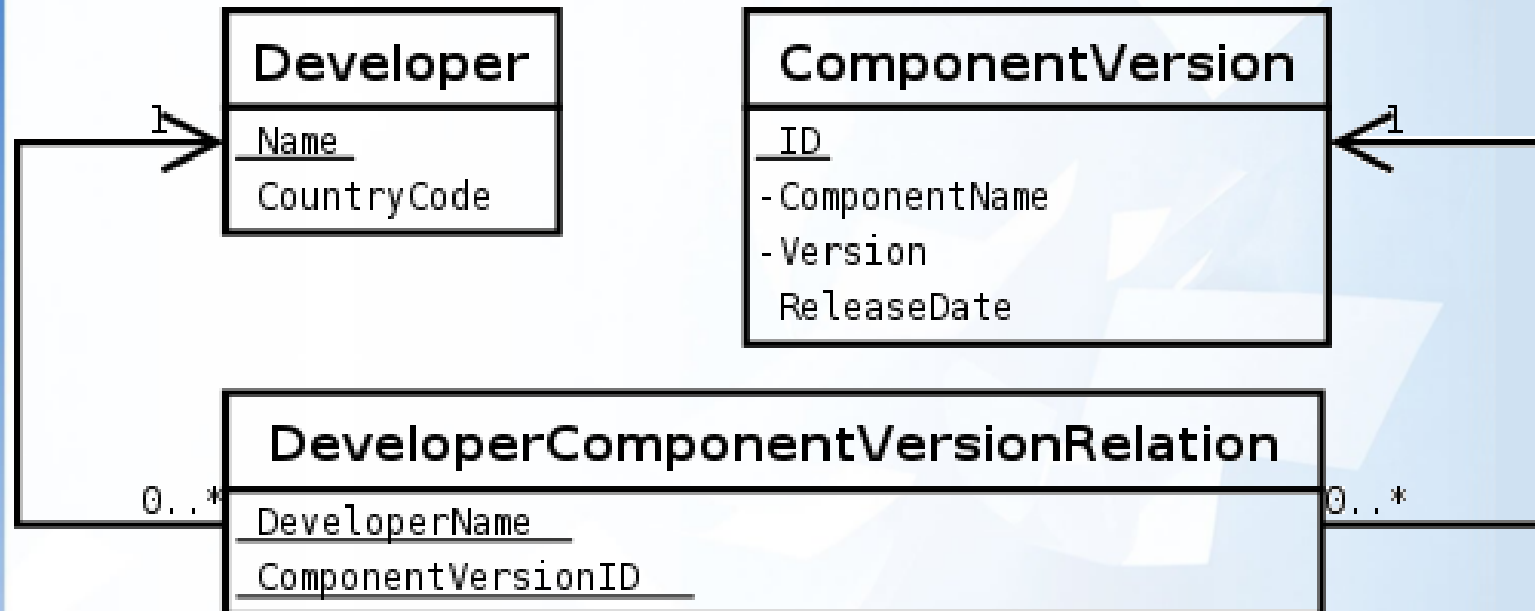 Developer
1
Name
CountryCode
ComponentVersion
ID
-ComponentName
-Version
ReleaseDate
1
DeveloperComponentVersionRelation
0..*
0..*
DeveloperName
ComponentVersionID